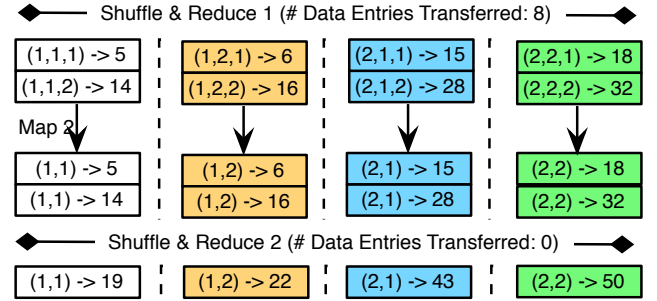 Shuffle & Reduce 1 (# Data Entries Transferred: 8)
(1,1,1) -> 5 (1,2,1) -> 6 (2,1,1) -> 15 (2,2,1) -> 18
(1,1,2) -> 14 (1,2,2) -> 16 (2,1,2) -> 28 (2,2,2) -> 32
Map 2
(1,1) -> 5 (1,2) -> 6 (2,1) -> 15 (2,2) -> 18
(1,1) -> 14 (1,2) -> 16 (2,1) -> 28 (2,2) -> 32
Shuffle & Reduce 2 (# Data Entries Transferred: 0)
(1,1) -> 19 (1,2) -> 22 (2,1) -> 43 (2,2) -> 50